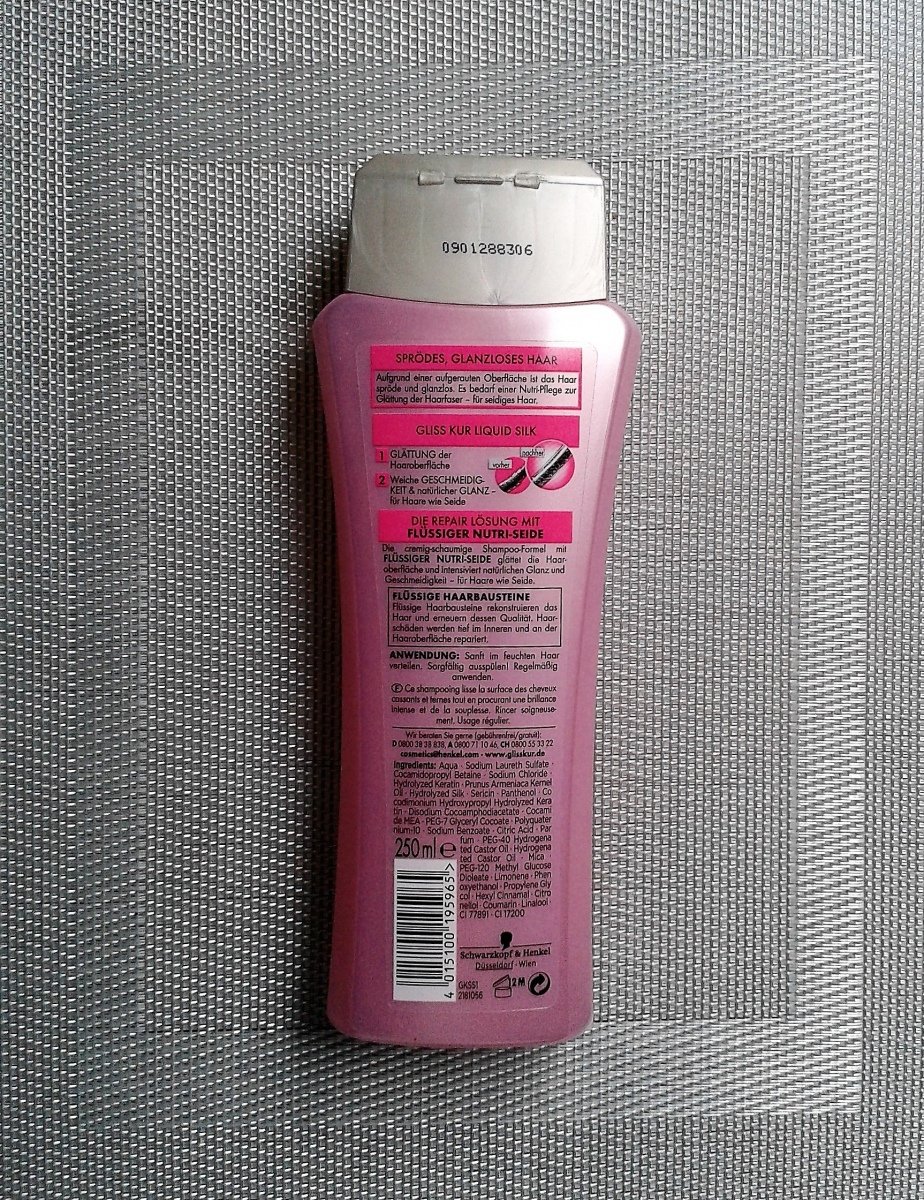 0901288306
SPRÖDES, GLANZLOSES HAAR
Aufgrund einer aufgerauten Oberfläche ist das Haar
spröde und glanzlos. Es bedarf einer Nutri-Pflege zur
Glättung der Haarfaser – für seidiges Haar.
GLISS KUR LIQUID SILK
1 GLÄTTUNG der
Haaroberfläche
vorher
nachher
2 Weiche GESCHMEIDIG-
KEIT & natürlicher GLANZ –
für Haare wie Seide
DIE REPAIR LÖSUNG MIT
FLÜSSIGER NUTRI-SEIDE
Die cremig-schaumige Shampoo-Formel mit
FLÜSSIGER NUTRI-SEIDE glättet die Haar-
oberfläche und intensiviert natürlichen Glanz und
Geschmeidigkeit – für Haare wie Seide.
FLÜSSIGE HAARBAUSTEINE
Flüssige Haarbausteine rekonstruieren das
Haar und erneuern dessen Qualität. Haar-
schäden werden tief im Inneren und an der
Haaroberfläche repariert.
ANWENDUNG: Sanft im feuchten Haar
verteilen. Sorgfältig ausspülen! Regelmäßig
anwenden.
F Ce shampooing lisse la surface des cheveux
cassants et ternes tout en procurant une brillance
intense et de la souplesse. Rincer soigneuse-
ment. Usage régulier.
Wir beraten Sie gerne (gebührenfrei/gratuit):
D 0800 38 38 838, A 0800 71 10 46, CH 0800 55 33 22
cosmetics@henkel.com - www.glisskur.de
Ingredients: Aqua · Sodium Laureth Sulfate ·
Cocamidopropyl Betaine · Sodium Chloride ·
Hydrolyzed Keratin · Prunus Armeniaca Kernel
Oil · Hydrolyzed Silk · Sericin · Panthenol · Co
codimonium Hydroxypropyl Hydrolyzed Kera
tin · Disodium Cocoamphodiacetate · Cocami
de MEA · PEG-7 Glyceryl Cocoate · Polyquater
nium-10 · Sodium Benzoate · Citric Acid · Par
fum · PEG-40 Hydrogena
ted Castor Oil · Hydrogena
ted Castor Oil · Mica ·
PEG-120 Methyl Glucose
Dioleate · Limonene · Phen
oxyethanol · Propylene Gly
col · Hexyl Cinnamal · Citro
nellol · Coumarin · Linalool ·
CI 77891 · CI 17200
250 ml e
4 015100 195965 >
Schwarzkopf & Henkel
Düsseldorf · Wien
GKSS1
2181056
12 M